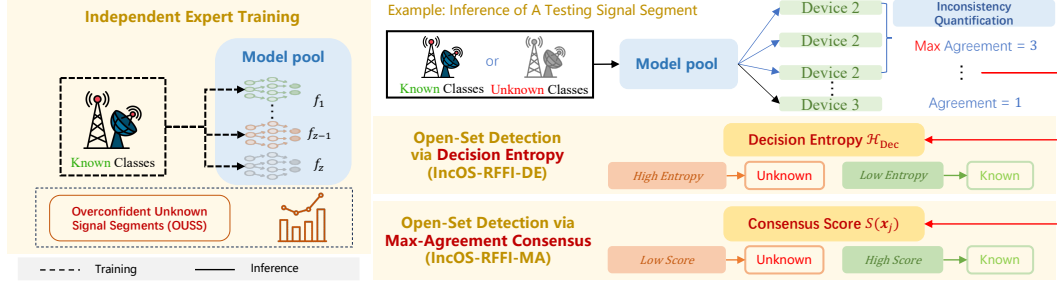 Independent Expert Training
Model pool
Known Classes
f₁
f_{z−1}
f_z
Overconfident Unknown
Signal Segments (OUSS)
Training
Inference
Example: Inference of A Testing Signal Segment
or
Known Classes
Unknown Classes
Model pool
Device 2
Device 2
Device 2
Device 3
Inconsistency
Quantification
Max Agreement = 3
Agreement = 1
Open-Set Detection
via Decision Entropy
(IncOS-RFFI-DE)
Decision Entropy ℋ_Dec
High Entropy
Unknown
Low Entropy
Known
Open-Set Detection via
Max-Agreement Consensus
(IncOS-RFFI-MA)
Consensus Score S(x_j)
Low Score
Unknown
High Score
Known